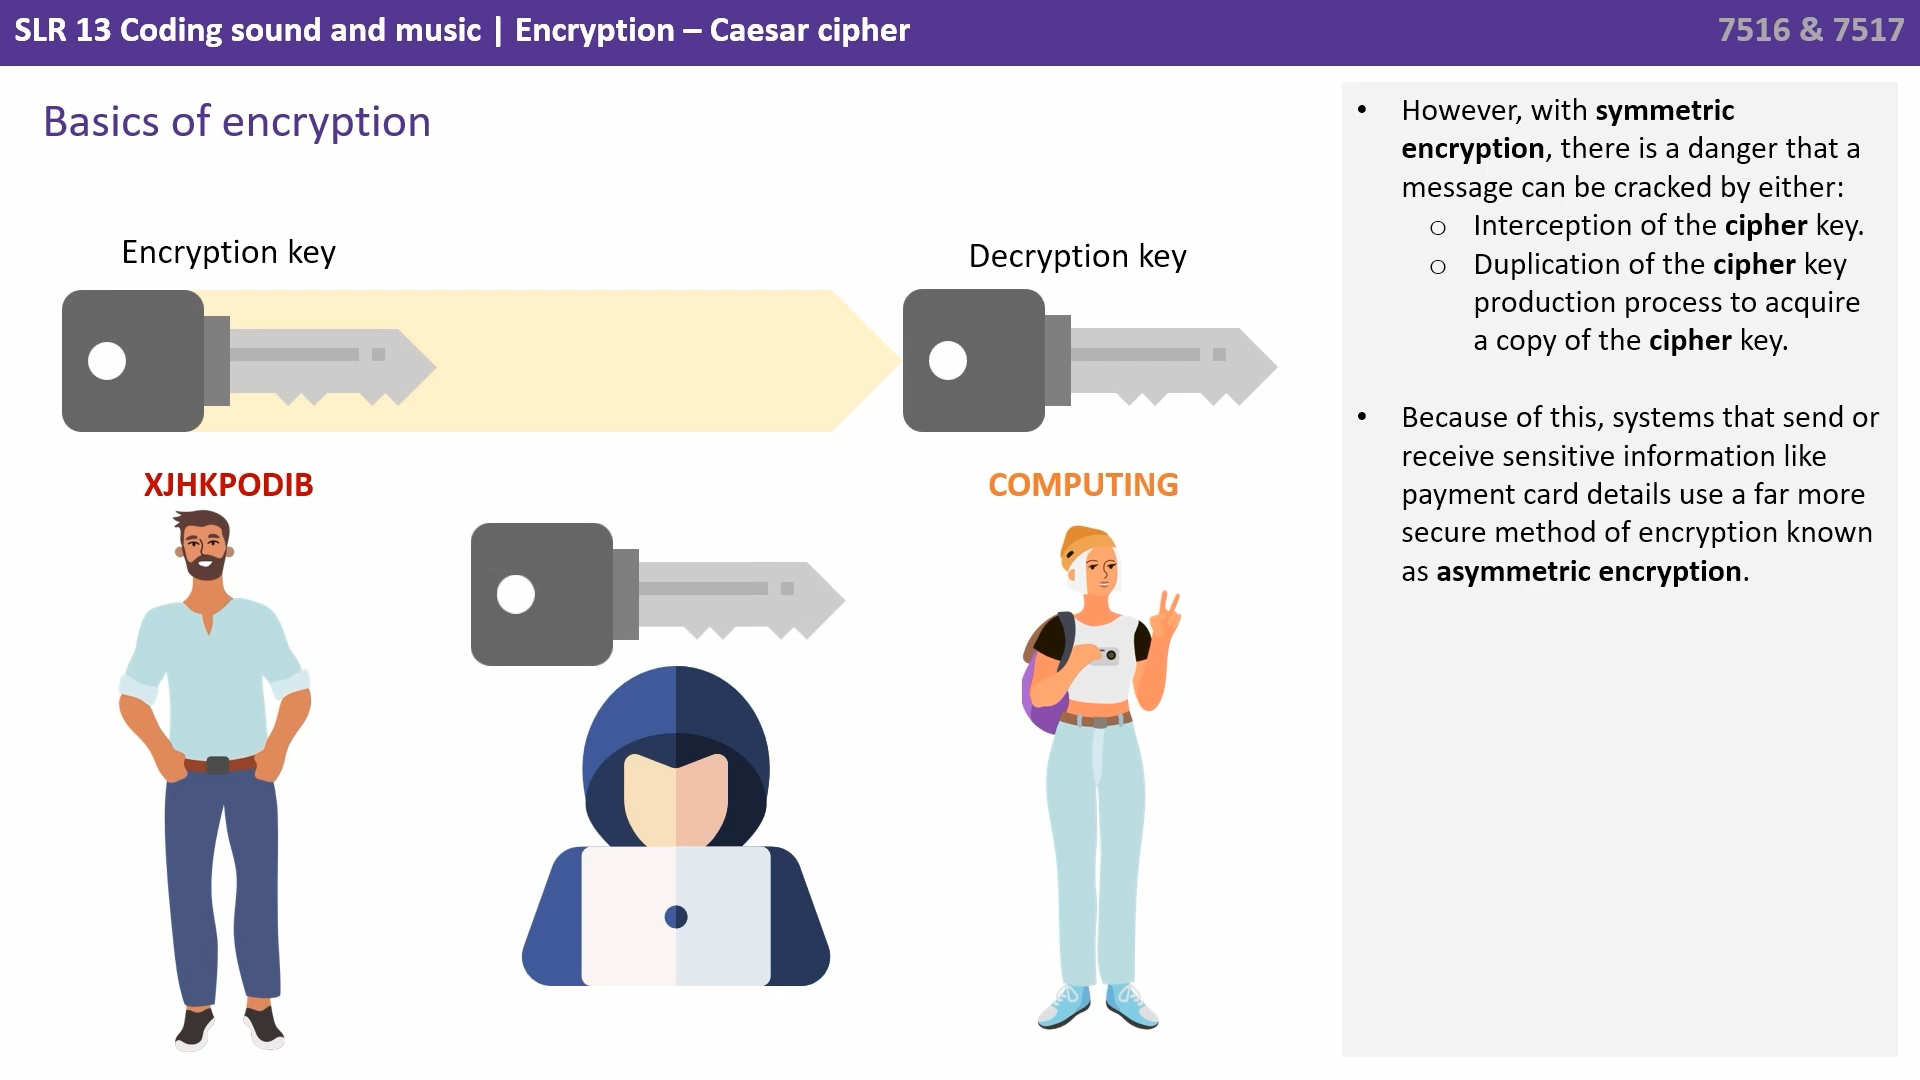 SLR 13 Coding sound and music | Encryption – Caesar cipher
7516 & 7517
Basics of encryption
Encryption key
Decryption key
XJHKPODIB
COMPUTING
• However, with symmetric
encryption, there is a danger that a
message can be cracked by either:
o Interception of the cipher key.
o Duplication of the cipher key
production process to acquire
a copy of the cipher key.
• Because of this, systems that send or
receive sensitive information like
payment card details use a far more
secure method of encryption known
as asymmetric encryption.